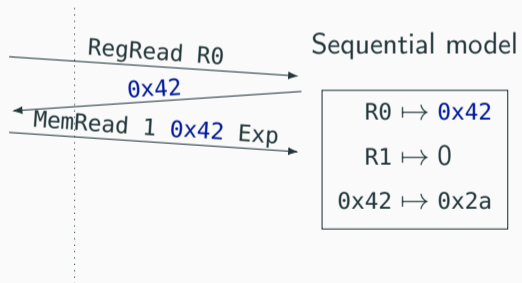 RegRead R0
Sequential model
0x42
MemRead 1 0x42 Exp
R0 ↦ 0x42
R1 ↦ 0
0x42 ↦ 0x2a